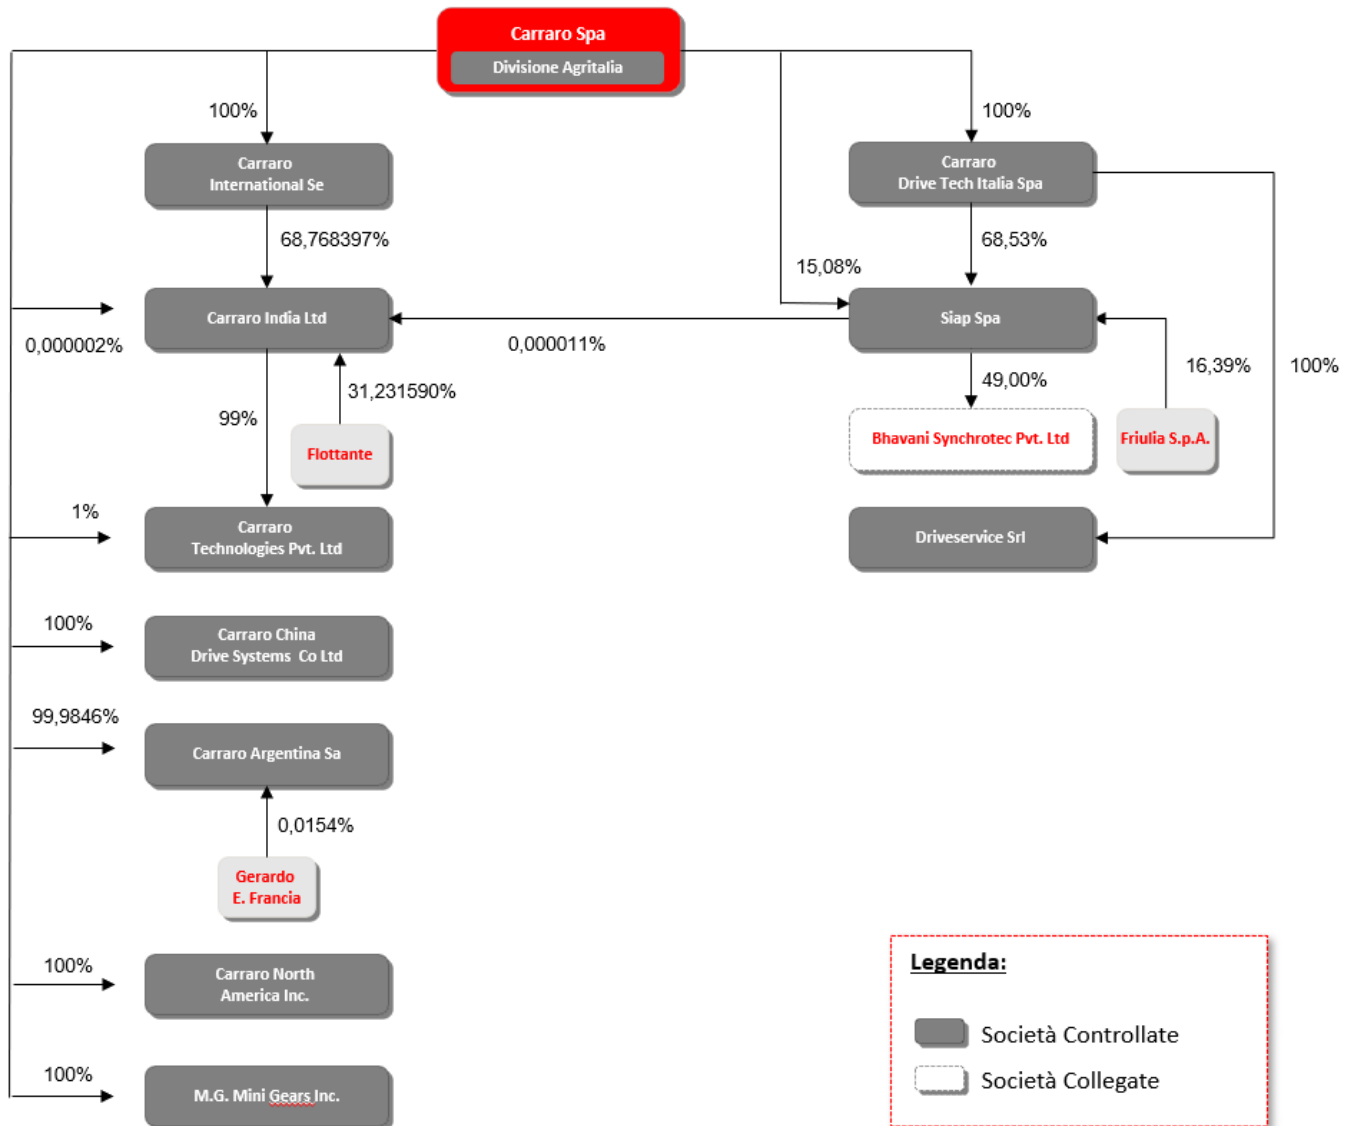 Carraro Spa
Divisione Agritalia
100%
100%
Carraro
International Se
Carraro
Drive Tech Italia Spa
68,768397%
68,53%
15,08%
Carraro India Ltd
Siap Spa
0,000002%
0,000011%
16,39%
100%
31,231590%
49,00%
99%
Flottante
Bhavani Synchrotec Pvt. Ltd
Friulia S.p.A.
1%
Carraro
Technologies Pvt. Ltd
Driveservice Srl
100%
Carraro China
Drive Systems Co Ltd
99,9846%
Carraro Argentina Sa
0,0154%
Gerardo
E. Francia
100%
Carraro North
America Inc.
Legenda:
Società Controllate
Società Collegate
100%
M.G. Mini Gears Inc.